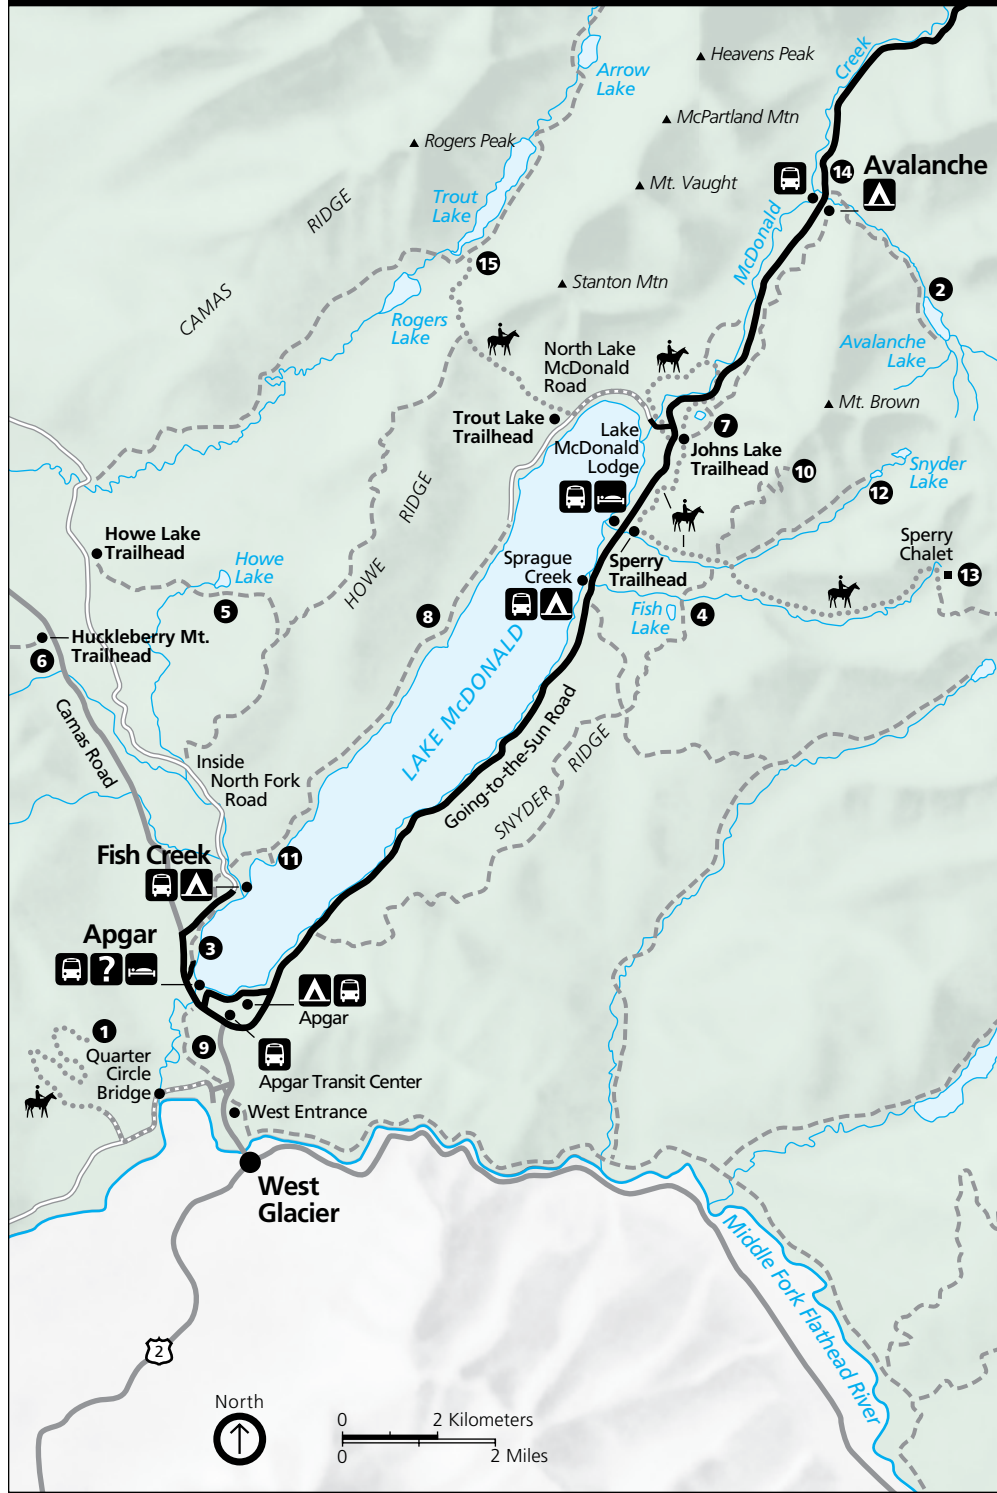 Heavens Peak
Creek
Arrow
Lake
McPartland Mtn
Rogers Peak
Avalanche
14
Mt. Vaught
RIDGE
Trout
Lake
McDonald
15
CAMAS
Stanton Mtn
2
Rogers
Lake
North Lake
McDonald
Road
Avalanche
Lake
Mt. Brown
Trout Lake
Trailhead
Lake
McDonald
Lodge
7
Johns Lake
Trailhead
10
Snyder
Lake
12
RIDGE
HOWE
Howe Lake
Trailhead
Howe
Lake
5
Sperry
Chalet
13
Sprague
Creek
Sperry
Trailhead
Fish
Lake
4
8
Huckleberry Mt.
Trailhead
6
LAKE McDONALD
Camas Road
Going-to-the-Sun Road
RIDGE
SNYDER
Inside
North Fork
Road
Fish Creek
11
Apgar
3
?
Apgar
1
9
Quarter
Circle
Bridge
Apgar Transit Center
West Entrance
West
Glacier
Middle Fork Flathead River
2
North
0
2 Kilometers
0
2 Miles